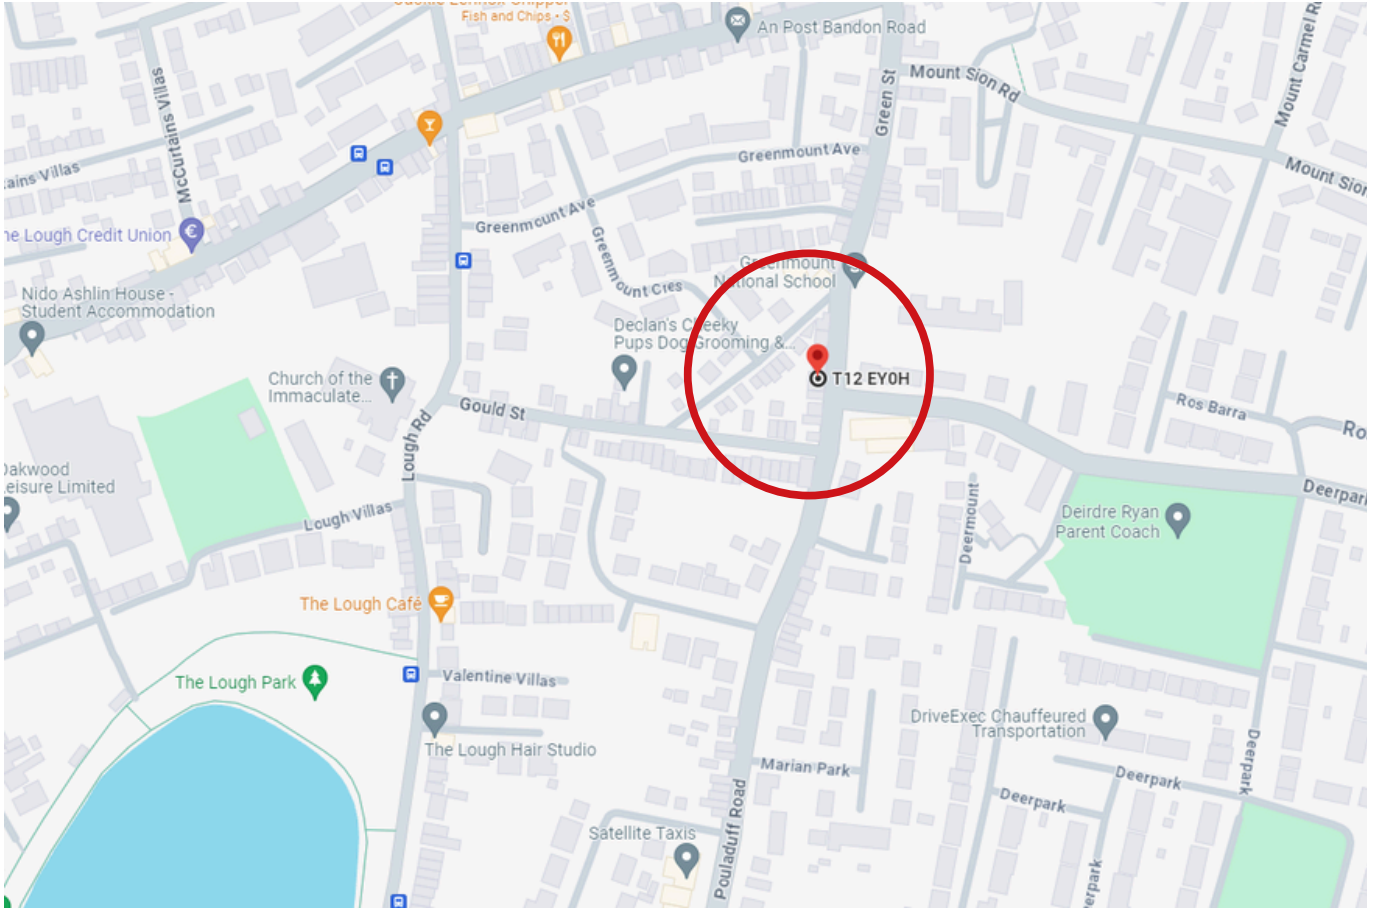 Fish and Chips · $
An Post Bandon Road
Mount Sion Rd
Mount Carmel R
Green St
McCurtains Villas
ains Villas
Greenmount Ave
Mount Sion
Greenmount Ave
he Lough Credit Union
€
Greenmount Cres
Greenmount
National School
Nido Ashlin House -
Student Accommodation
Declan's Cheeky
Pups Dog Grooming &...
T12 EY0H
Church of the
Immaculate...
Gould St
Ros Barra
Ro
Lough Rd
Oakwood
Leisure Limited
Deerpark
Lough Villas
Deermount
Deirdre Ryan
Parent Coach
The Lough Café
The Lough Park
Valentine Villas
DriveExec Chauffeured
Transportation
The Lough Hair Studio
Marian Park
Deerpark
Deerpark
Deerpark
Pouladuff Road
Satellite Taxis
erpark